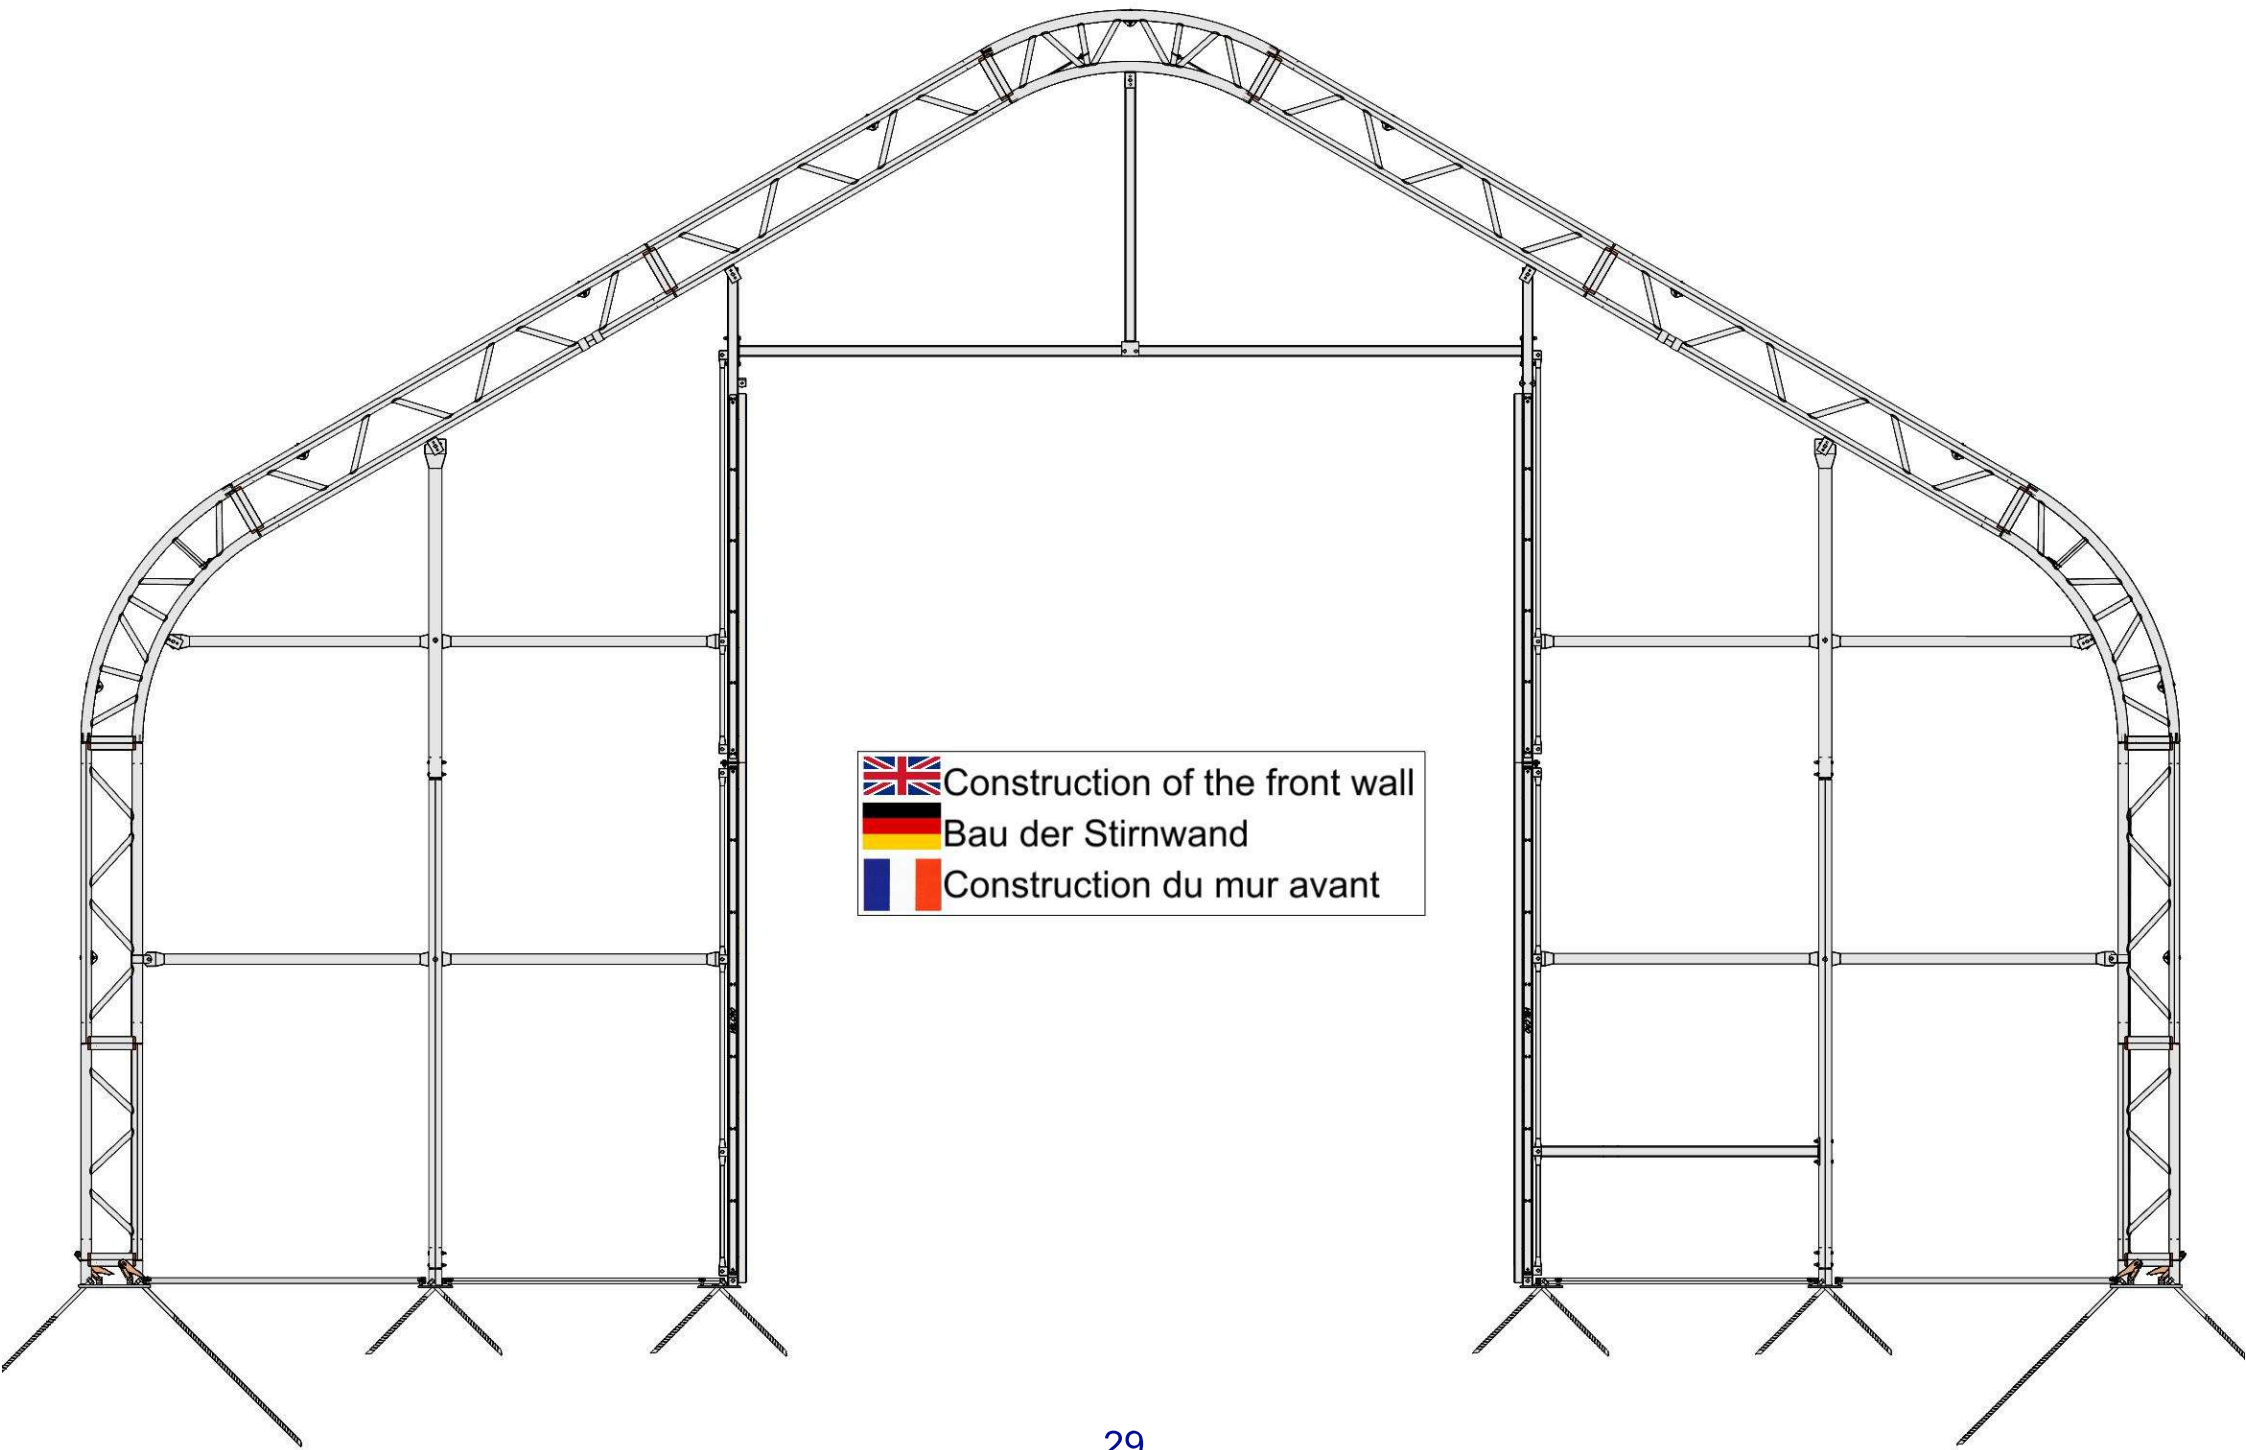 Construction of the front wall
Bau der Stirnwand
Construction du mur avant
29